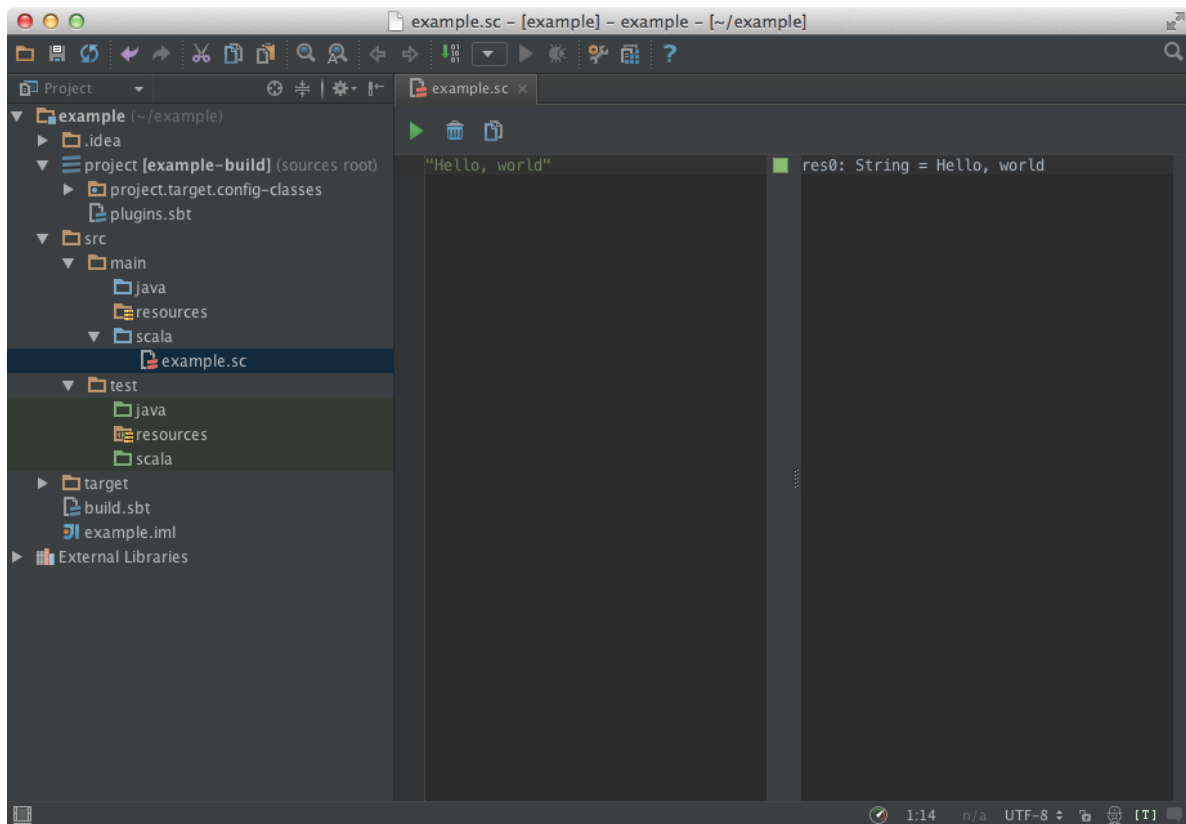 example.sc – [example] – example – [~/example]
Project
example.sc
example (~/example)
.idea
project [example-build] (sources root)
project.target.config-classes
plugins.sbt
src
main
java
resources
scala
example.sc
test
java
resources
scala
target
build.sbt
example.iml
External Libraries
"Hello, world"
res0: String = Hello, world
1:14 n/a UTF-8 [T]